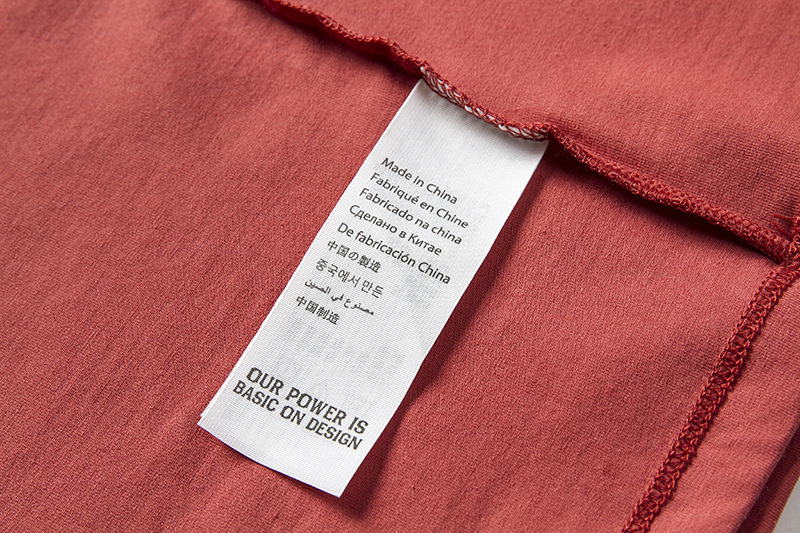 Made in China
Fabriqué en Chine
Fabricado na china
Сделано в Китае
De fabricación China
中国の製造
중국에서 만든
مصنوع في الصين
中国制造
OUR POWER IS
BASIC ON DESIGN